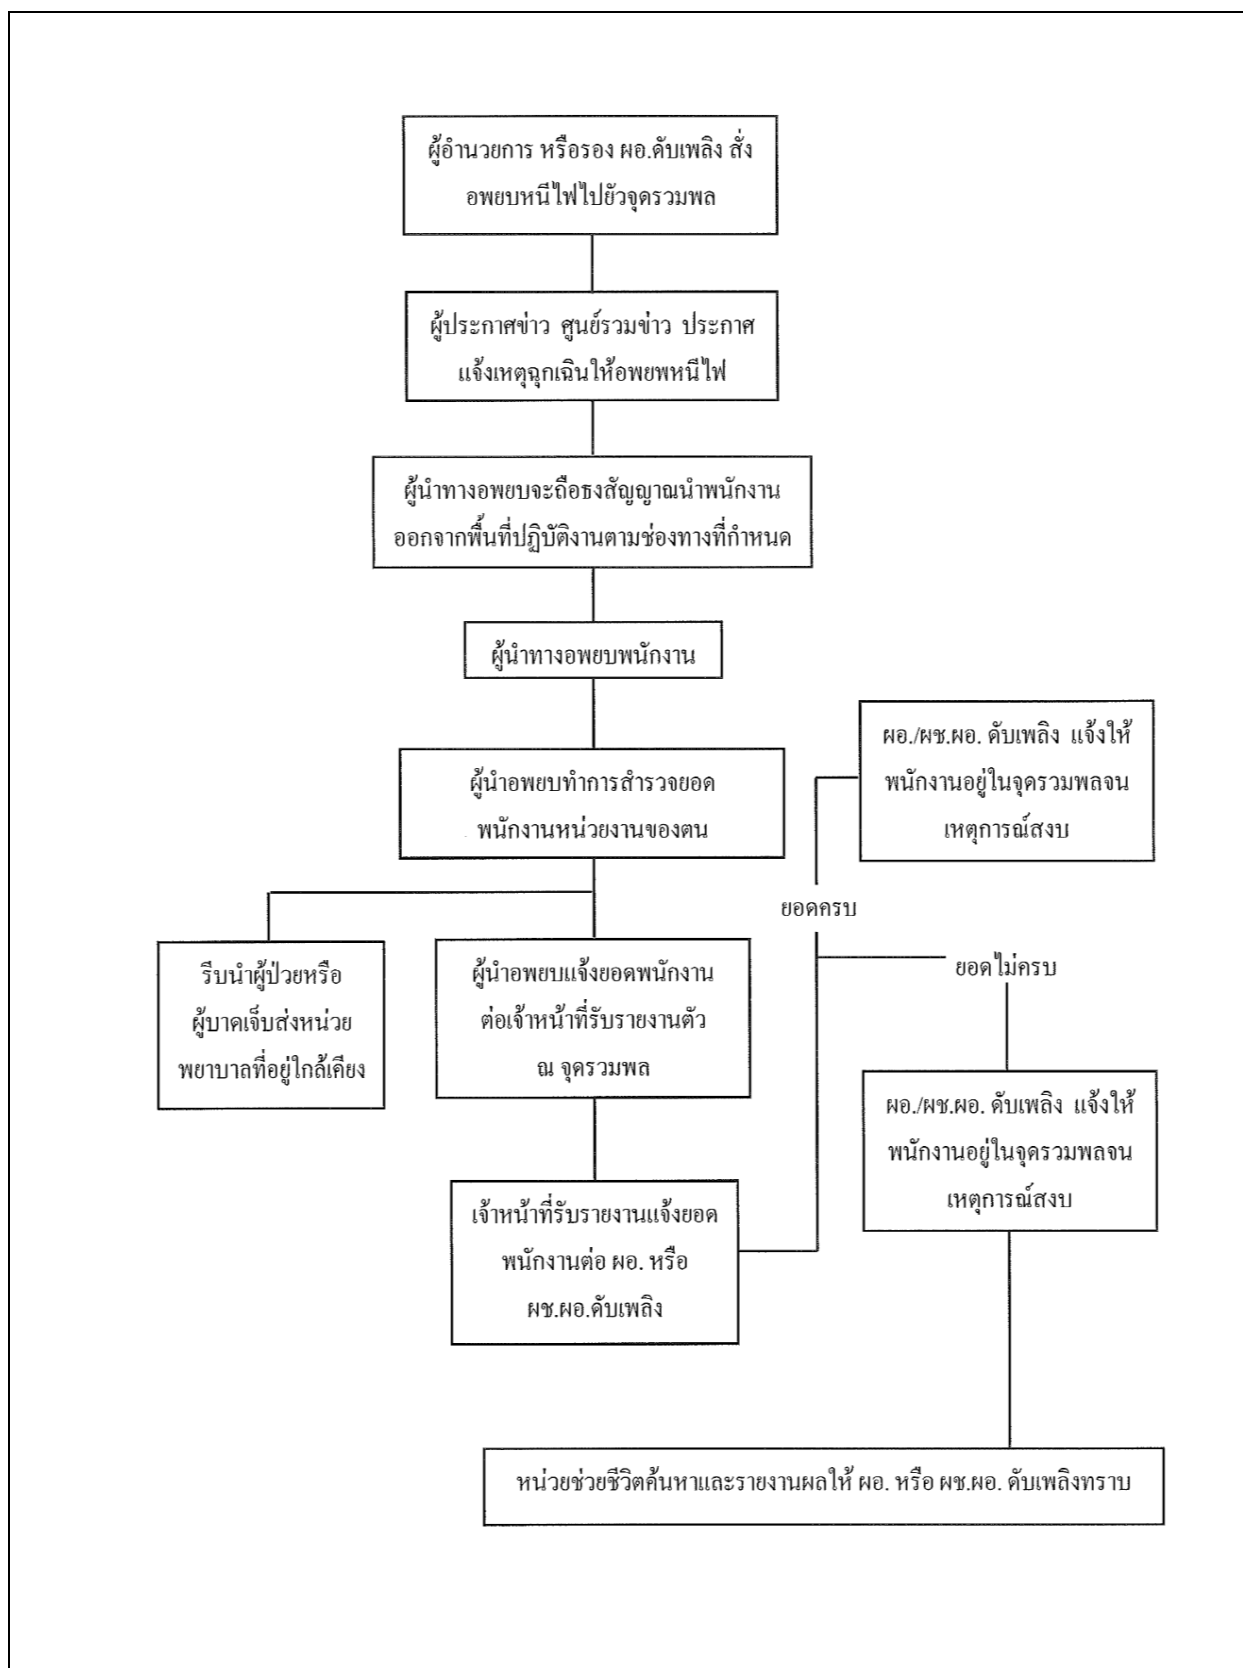 ผู้อำนวยการ หรือรอง ผอ.ดับเพลิง สั่ง
อพยบหนีไฟไปยัวจุดรวมพล
ผู้ประกาศข่าว ศูนย์รวมข่าว ประกาศ
แจ้งเหตุฉุกเฉินให้อพยพหนีไฟ
ผู้นำทางอพยบจะถือธงสัญญาณนำพนักงาน
ออกจากพื้นที่ปฏิบัติงานตามช่องทางที่กำหนด
ผู้นำทางอพยบพนักงาน
ผู้นำอพยบทำการสำรวจยอด
พนักงานหน่วยงานของตน
ผอ./ผช.ผอ. ดับเพลิง แจ้งให้
พนักงานอยู่ในจุดรวมพลจน
เหตุการณ์สงบ
ยอดครบ
ยอดไม่ครบ
รีบนำผู้ป่วยหรือ
ผู้บาดเจ็บส่งหน่วย
พยาบาลที่อยู่ใกล้เคียง
ผู้นำอพยบแจ้งยอดพนักงาน
ต่อเจ้าหน้าที่รับรายงานตัว
ณ จุดรวมพล
ผอ./ผช.ผอ. ดับเพลิง แจ้งให้
พนักงานอยู่ในจุดรวมพลจน
เหตุการณ์สงบ
เจ้าหน้าที่รับรายงานแจ้งยอด
พนักงานต่อ ผอ. หรือ
ผช.ผอ.ดับเพลิง
หน่วยช่วยชีวิตค้นหาและรายงานผลให้ ผอ. หรือ ผช.ผอ. ดับเพลิงทราบ